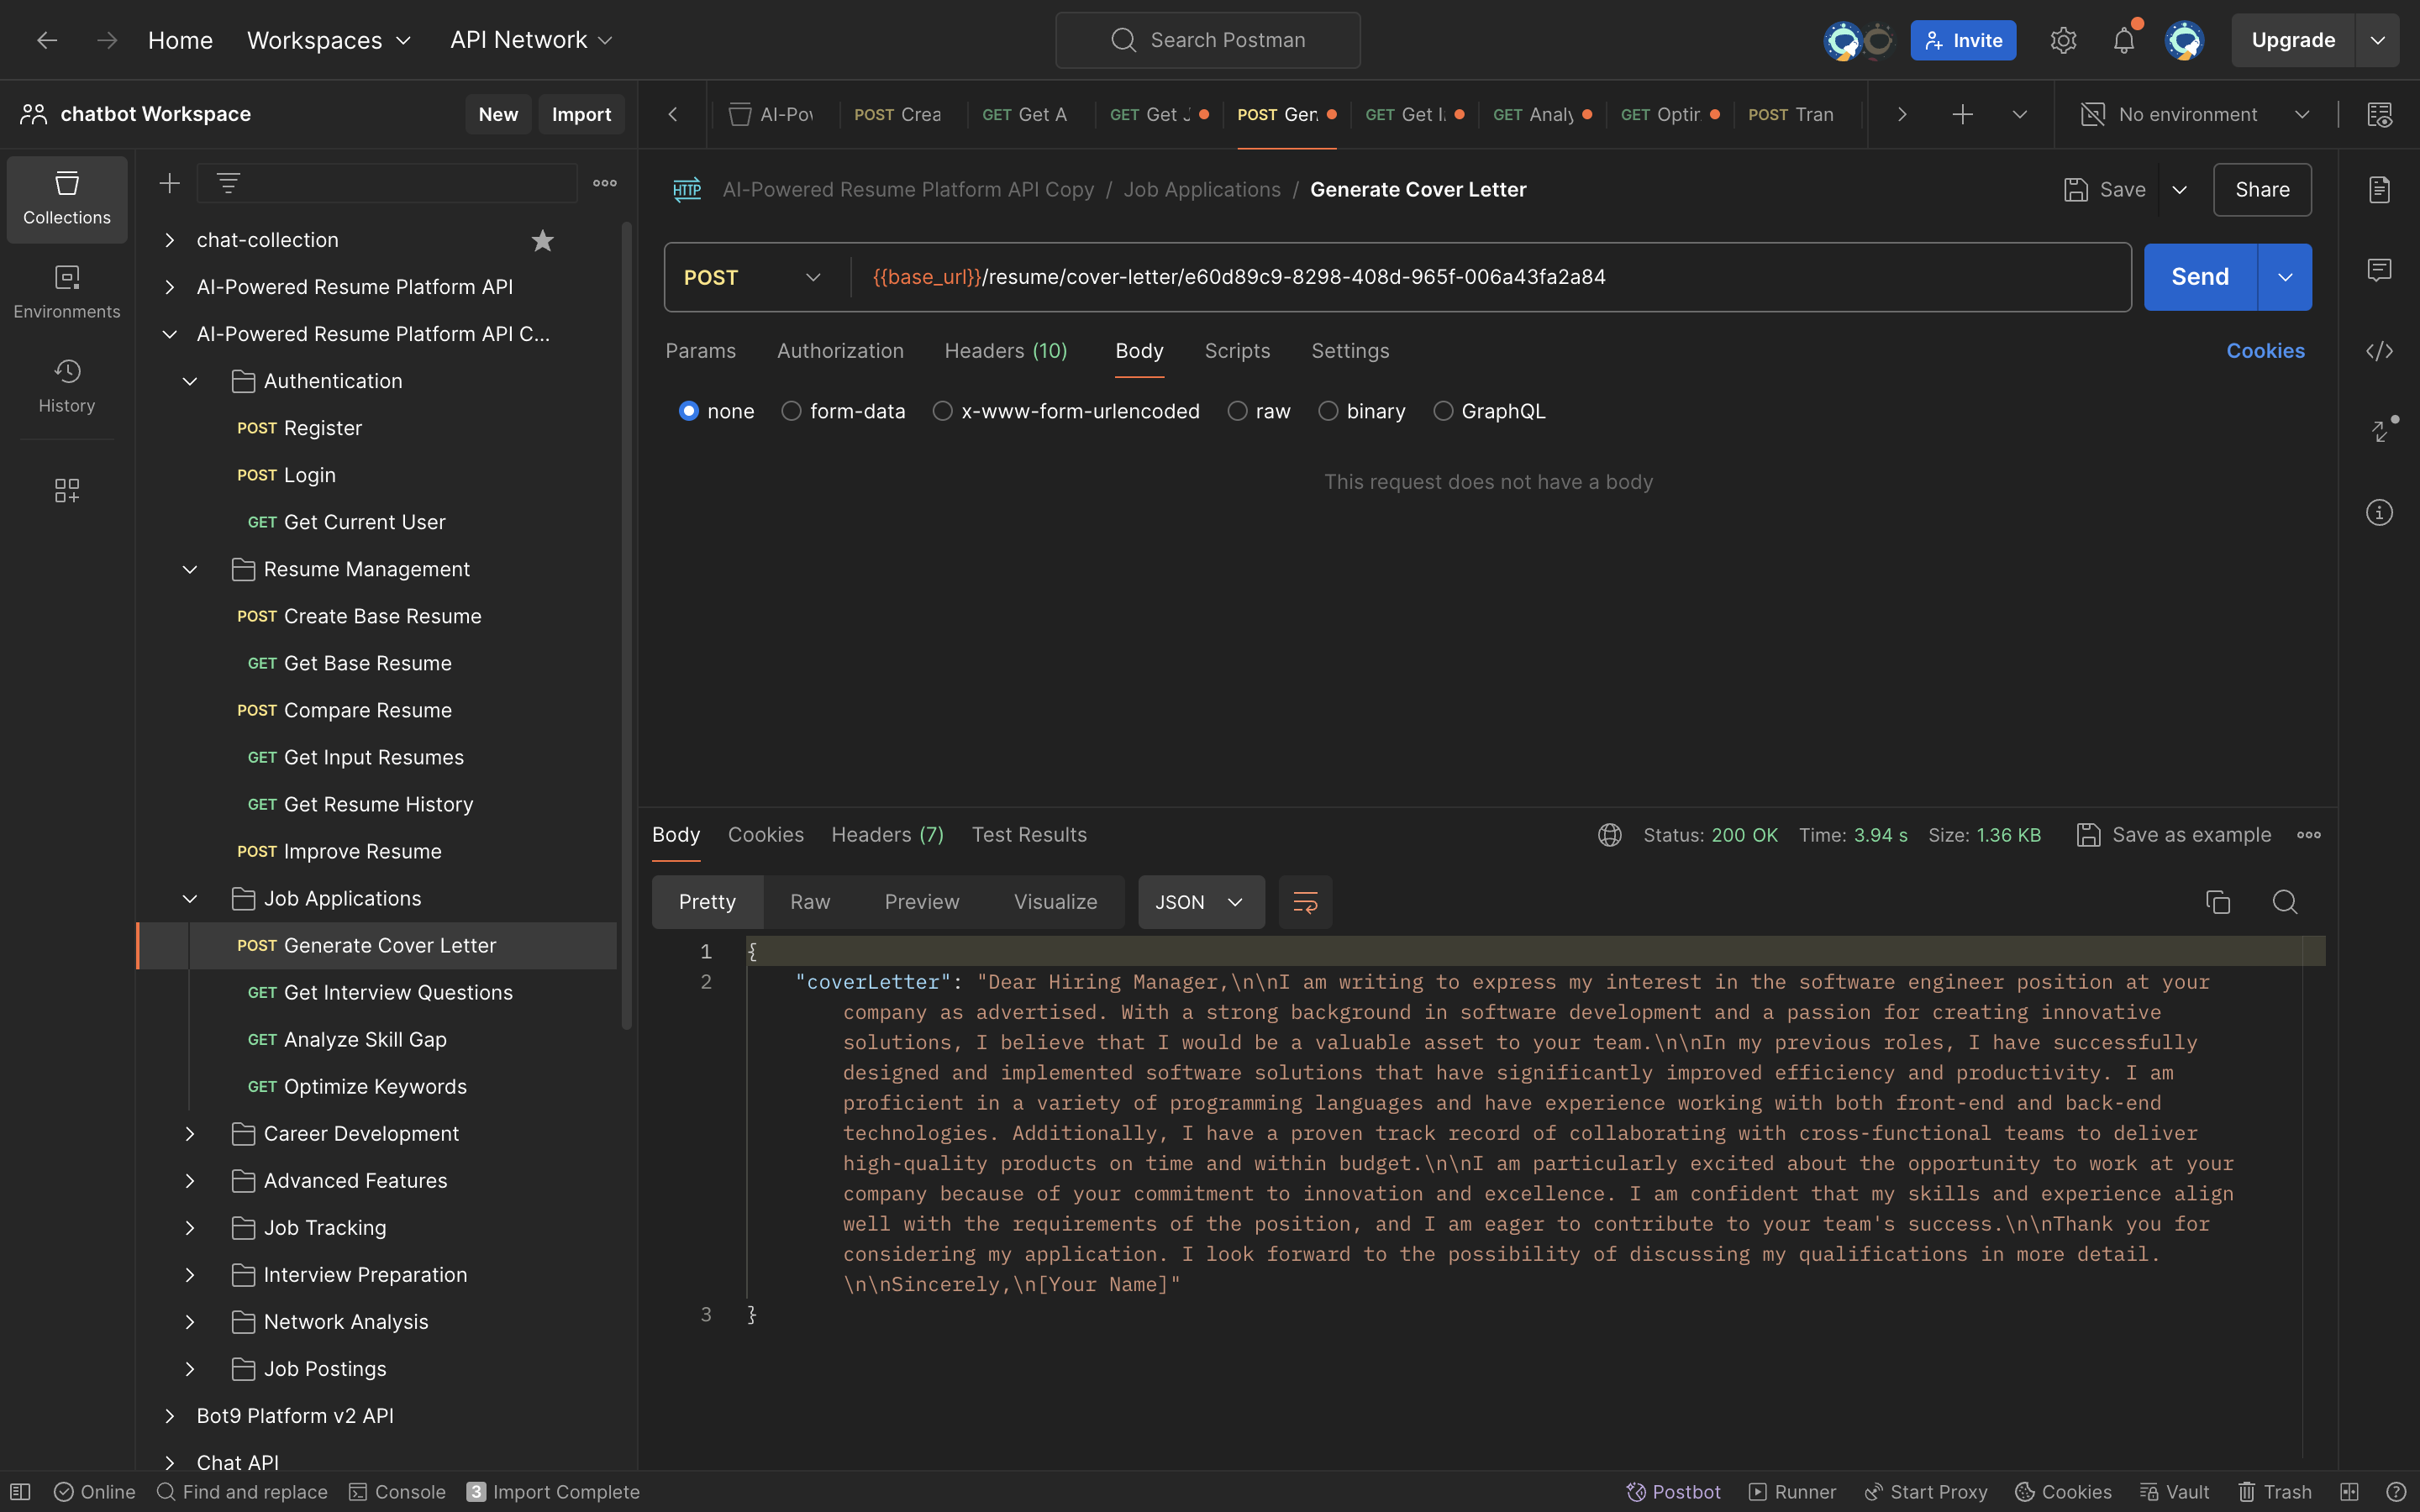 Home Workspaces API Network Search Postman Invite Upgrade
chatbot Workspace New Import
AI-Pov POST Crea GET Get A GET Get J POST Gen GET Get I GET Analy GET Optir POST Tran No environment
Collections
Environments
History
chat-collection
AI-Powered Resume Platform API
AI-Powered Resume Platform API C...
Authentication
POST Register
POST Login
GET Get Current User
Resume Management
POST Create Base Resume
GET Get Base Resume
POST Compare Resume
GET Get Input Resumes
GET Get Resume History
POST Improve Resume
Job Applications
POST Generate Cover Letter
GET Get Interview Questions
GET Analyze Skill Gap
GET Optimize Keywords
Career Development
Advanced Features
Job Tracking
Interview Preparation
Network Analysis
Job Postings
Bot9 Platform v2 API
Chat API
HTTP AI-Powered Resume Platform API Copy / Job Applications / Generate Cover Letter Save Share
POST {{base_url}}/resume/cover-letter/e60d89c9-8298-408d-965f-006a43fa2a84 Send
Params Authorization Headers (10) Body Scripts Settings Cookies
none form-data x-www-form-urlencoded raw binary GraphQL
This request does not have a body
Body Cookies Headers (7) Test Results Status: 200 OK Time: 3.94 s Size: 1.36 KB Save as example
Pretty Raw Preview Visualize JSON
1 {
2 "coverLetter": "Dear Hiring Manager,\n\nI am writing to express my interest in the software engineer position at your
company as advertised. With a strong background in software development and a passion for creating innovative
solutions, I believe that I would be a valuable asset to your team.\n\nIn my previous roles, I have successfully
designed and implemented software solutions that have significantly improved efficiency and productivity. I am
proficient in a variety of programming languages and have experience working with both front-end and back-end
technologies. Additionally, I have a proven track record of collaborating with cross-functional teams to deliver
high-quality products on time and within budget.\n\nI am particularly excited about the opportunity to work at your
company because of your commitment to innovation and excellence. I am confident that my skills and experience align
well with the requirements of the position, and I am eager to contribute to your team's success.\n\nThank you for
considering my application. I look forward to the possibility of discussing my qualifications in more detail.
\n\nSincerely,\n[Your Name]"
3 }
Online Find and replace Console 3 Import Complete Postbot Runner Start Proxy Cookies Vault Trash